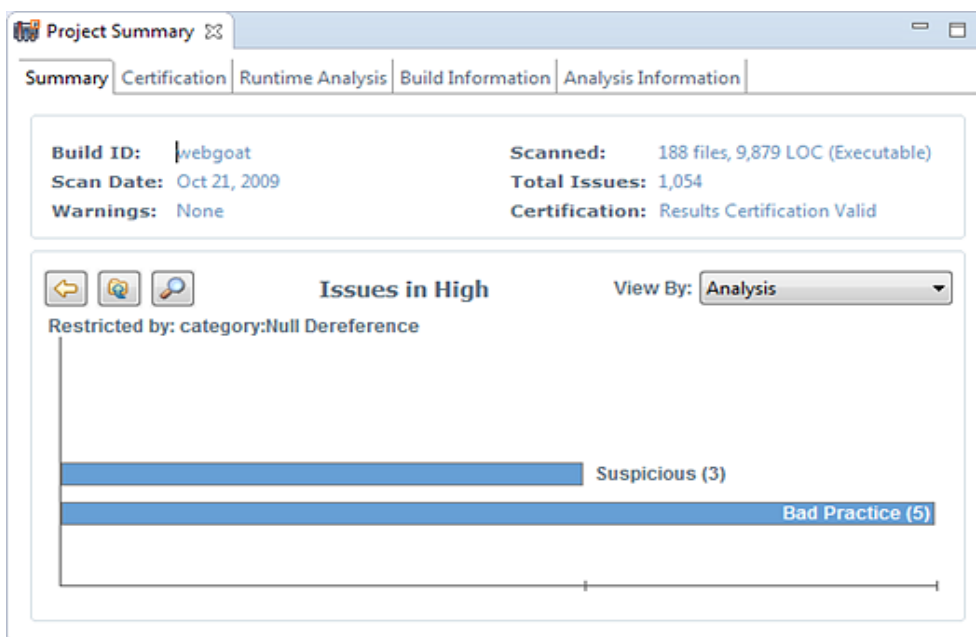 Project Summary
Summary Certification Runtime Analysis Build Information Analysis Information
Build ID: webgoat Scanned: 188 files, 9,879 LOC (Executable)
Scan Date: Oct 21, 2009 Total Issues: 1,054
Warnings: None Certification: Results Certification Valid
Issues in High View By: Analysis
Restricted by: category:Null Dereference
Suspicious (3)
Bad Practice (5)